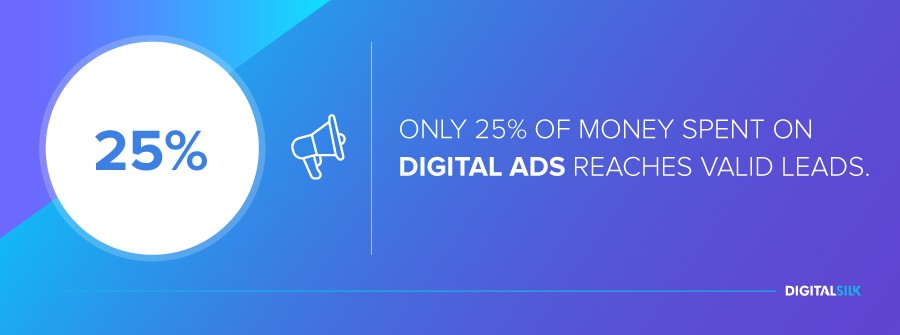 25%
ONLY 25% OF MONEY SPENT ON
DIGITAL ADS REACHES VALID LEADS.
DIGITALSILK